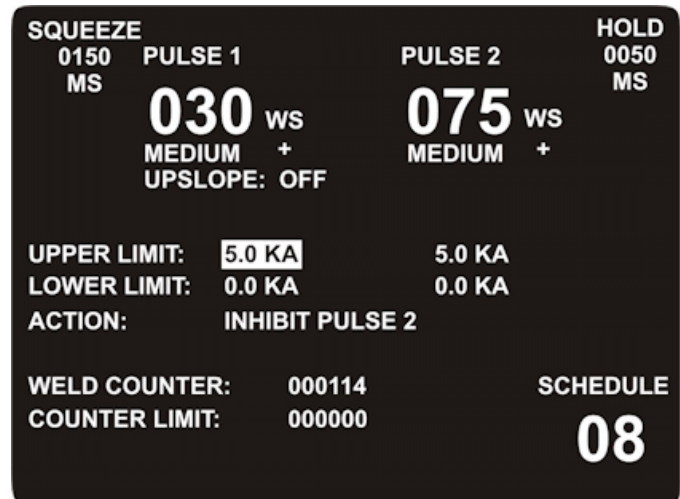 SQUEEZE HOLD
0150 PULSE 1 PULSE 2 0050
MS MS
030 WS 075 WS
MEDIUM + MEDIUM +
UPSLOPE: OFF
UPPER LIMIT: 5.0 KA 5.0 KA
LOWER LIMIT: 0.0 KA 0.0 KA
ACTION: INHIBIT PULSE 2
WELD COUNTER: 000114 SCHEDULE
COUNTER LIMIT: 000000
08